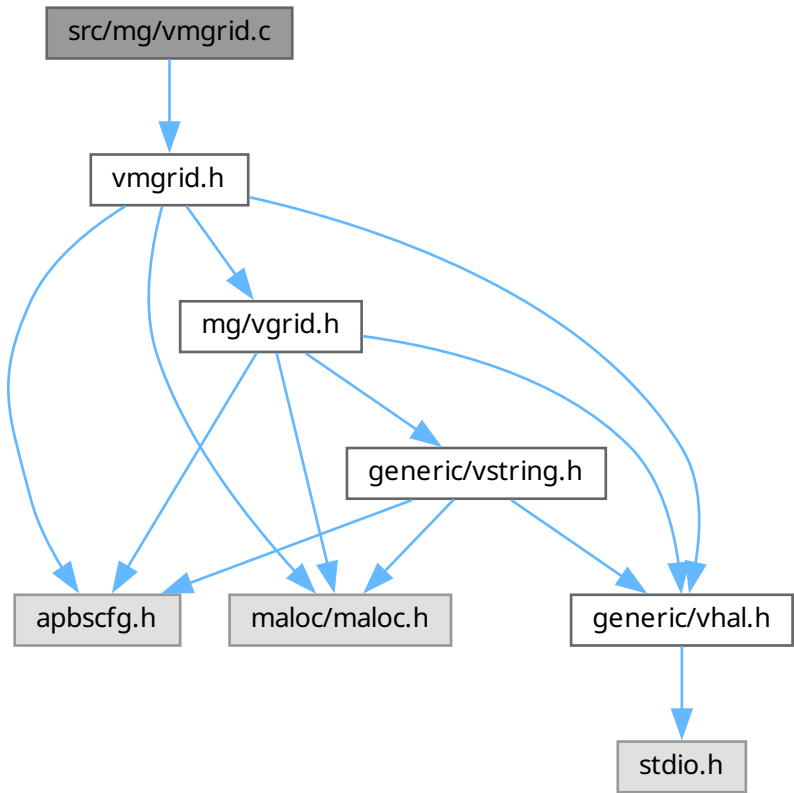 src/mg/vmgrid.c
vmgrid.h
mg/vgrid.h
generic/vstring.h
apbscfg.h
maloc/maloc.h
generic/vhal.h
stdio.h